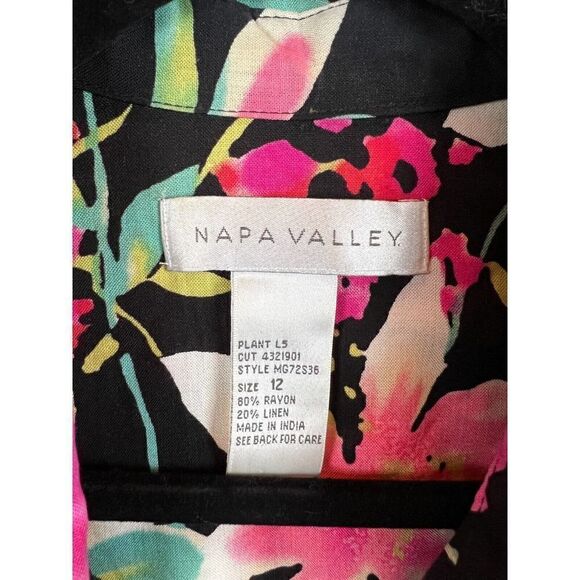 NAPA VALLEY
PLANT L5
CUT 4321901
STYLE MG72S36
SIZE 12
80% RAYON
20% LINEN
MADE IN INDIA
SEE BACK FOR CARE